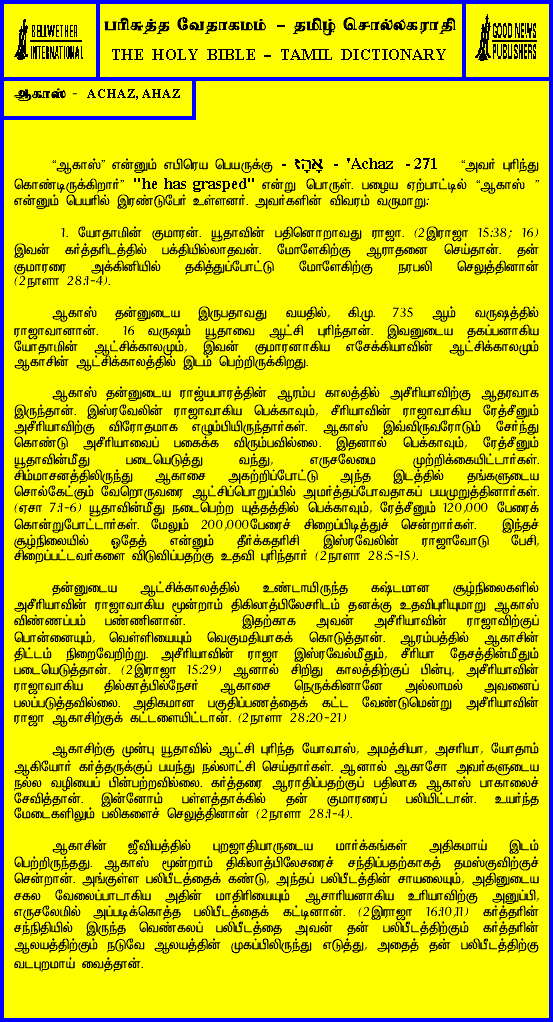 BELLWETHER
INTERNATIONAL
பரிசுத்த வேதாகமம் – தமிழ் சொல்லகராதி
THE HOLY BIBLE – TAMIL DICTIONARY
GOOD NEWS
PUBLISHERS
ஆகாஸ் - ACHAZ, AHAZ
“ஆகாஸ்” என்னும் எபிரெய பெயருக்கு - אָחָז - 'Achaz - 271 “அவர் புரிந்து
கொண்டிருக்கிறார்” "he has grasped" என்று பொருள். பழைய ஏற்பாட்டில் “ஆகாஸ் ”
என்னும் பெயரில் இரண்டுபேர் உள்ளனர். அவர்களின் விவரம் வருமாறு:
1. யோதாமின் குமாரன். யூதாவின் பதினொறாவது ராஜா. (2இராஜா 15:38; 16)
இவன் கர்த்தரிடத்தில் பக்தியில்லாதவன். மோளேகிற்கு ஆராதனை செய்தான். தன்
குமாரரை அக்கினியில் தகித்துப்போட்டு மோளேகிற்கு நரபலி செலுத்தினான்
(2நாளா 28:1-4).
ஆகாஸ் தன்னுடைய இருபதாவது வயதில், கி.மு. 735 ஆம் வருஷத்தில்
ராஜாவானான். 16 வருஷம் யூதாவை ஆட்சி புரிந்தான். இவனுடைய தகப்பனாகிய
யோதாமின் ஆட்சிக்காலமும், இவன் குமாரனாகிய எசேக்கியாவின் ஆட்சிக்காலமும்
ஆகாசின் ஆட்சிக்காலத்தில் இடம் பெற்றிருக்கிறது.
ஆகாஸ் தன்னுடைய ராஜ்யபாரத்தின் ஆரம்ப காலத்தில் அசீரியாவிற்கு ஆதரவாக
இருந்தான். இஸ்ரவேலின் ராஜாவாகிய பெக்காவும், சீரியாவின் ராஜாவாகிய ரேத்சீனும்
அசீரியாவிற்கு விரோதமாக எழும்பியிருந்தார்கள். ஆகாஸ் இவ்விருவரோடும் சேர்ந்து
கொண்டு அசீரியாவைப் பகைக்க விரும்பவில்லை. இதனால் பெக்காவும், ரேத்சீனும்
யூதாவின்மீது படையெடுத்து வந்து, எருசலேமை முற்றிக்கையிட்டார்கள்.
சிம்மாசனத்திலிருந்து ஆகாசை அகற்றிப்போட்டு அந்த இடத்தில் தங்களுடைய
சொல்கேட்கும் வேறொருவரை ஆட்சிப்பொறுப்பில் அமர்த்தப்போவதாகப் பயமுறுத்தினார்கள்.
(ஏசா 7:1-6) யூதாவின்மீது நடைபெற்ற யுத்தத்தில் பெக்காவும், ரேத்சீனும் 120,000 பேரைக்
கொன்றுபோட்டார்கள். மேலும் 200,000பேரைச் சிறைப்பிடித்துச் சென்றார்கள். இந்தச்
சூழ்நிலையில் ஓதேத் என்னும் தீர்க்கதரிசி இஸ்ரவேலின் ராஜாவோடு பேசி,
சிறைப்பட்டவர்களை விடுவிப்பதற்கு உதவி புரிந்தார் (2நாளா 28:5-15).
தன்னுடைய ஆட்சிக்காலத்தில் உண்டாயிருந்த கஷ்டமான சூழ்நிலைகளில்
அசீரியாவின் ராஜாவாகிய மூன்றாம் திகிலாத்பிலேசரிடம் தனக்கு உதவிபுரியுமாறு ஆகாஸ்
விண்ணப்பம் பண்ணினான். இதற்காக அவன் அசீரியாவின் ராஜாவிற்குப்
பொன்னையும், வெள்ளியையும் வெகுமதியாகக் கொடுத்தான். ஆரம்பத்தில் ஆகாசின்
திட்டம் நிறைவேறிற்று. அசீரியாவின் ராஜா இஸ்ரவேல்மீதும், சீரியா தேசத்தின்மீதும்
படையெடுத்தான். (2இராஜா 15:29) ஆனால் சிறிது காலத்திற்குப் பின்பு, அசீரியாவின்
ராஜாவாகிய தில்காத்பில்நேசர் ஆகாசை நெருக்கினானே அல்லாமல் அவனைப்
பலப்படுத்தவில்லை. அதிகமான பகுதிப்பணத்தைக் கட்ட வேண்டுமென்று அசீரியாவின்
ராஜா ஆகாசிற்குக் கட்டளையிட்டான். (2நாளா 28:20-21)
ஆகாசிற்கு முன்பு யூதாவில் ஆட்சி புரிந்த யோவாஸ், அமத்சியா, அசரியா, யோதாம்
ஆகியோர் கர்த்தருக்குப் பயந்து நல்லாட்சி செய்தார்கள். ஆனால் ஆகாசோ அவர்களுடைய
நல்ல வழியைப் பின்பற்றவில்லை. கர்த்தரை ஆராதிப்பதற்குப் பதிலாக ஆகாஸ் பாகாலைச்
சேவித்தான். இன்னோம் பள்ளத்தாக்கில் தன் குமாரரைப் பலியிட்டான். உயர்ந்த
மேடைகளிலும் பலிகளைச் செலுத்தினான் (2நாளா 28:1-4).
ஆகாசின் ஜீவியத்தில் புறஜாதியாருடைய மார்க்கங்கள் அதிகமாய் இடம்
பெற்றிருந்தது. ஆகாஸ் மூன்றாம் திகிலாத்பிலேசரைச் சந்திப்பதற்காகத் தமஸ்குவிற்குச்
சென்றான். அங்குள்ள பலிபீடத்தைக் கண்டு, அந்தப் பலிபீடத்தின் சாயலையும், அதினுடைய
சகல வேலைப்பாடாகிய அதின் மாதிரியையும் ஆசாரியனாகிய உரியாவிற்கு அனுப்பி,
எருசலேமில் அப்படிக்கொத்த பலிபீடத்தைக் கட்டினான். (2இராஜா 16:10,11) கர்த்தரின்
சந்நிதியில் இருந்த வெண்கலப் பலிபீடத்தை அவன் தன் பலிபீடத்திற்கும் கர்த்தரின்
ஆலயத்திற்கும் நடுவே ஆலயத்தின் முகப்பிலிருந்து எடுத்து, அதைத் தன் பலிபீடத்திற்கு
வடபுறமாய் வைத்தான்.